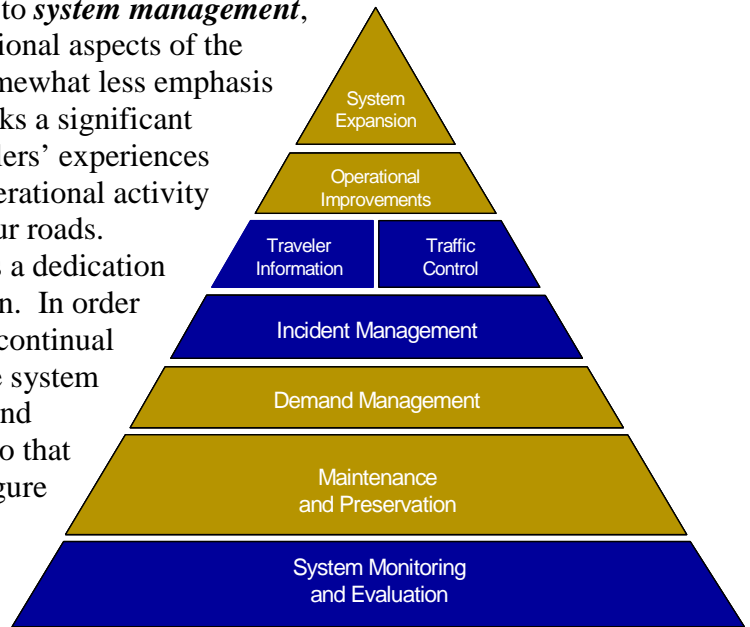 to system management,
ional aspects of the
mewhat less emphasis
ks a significant
lers’ experiences
erational activity
ur roads.
s a dedication
n.  In order
continual
e system
nd
o that
gure
System
Expansion
Operational
Improvements
Traveler
Information
Traffic
Control
Incident Management
Demand Management
Maintenance
and Preservation
System Monitoring
and Evaluation